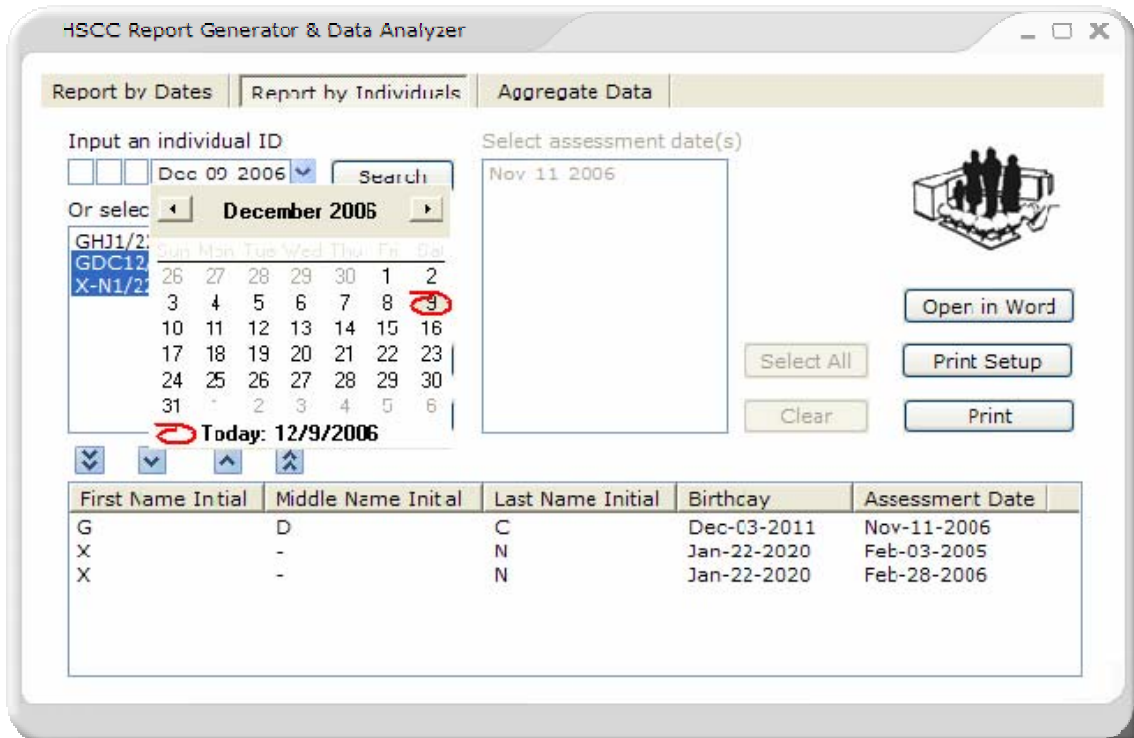 HSCC Report Generator & Data Analyzer
Report by Dates Report by Individuals Aggregate Data
Input an individual ID Select assessment date(s)
Dec 09 2006 Search Nov 11 2006
Or selec
December 2006
GHJ1/2
GDC12/
X-N1/22
Sun Mon Tue Wed Thu Fri Sat
26 27 28 29 30 1 2
3 4 5 6 7 8 9
10 11 12 13 14 15 16
17 18 19 20 21 22 23
24 25 26 27 28 29 30
31 1 2 3 4 5 6
Today: 12/9/2006
Open in Word
Select All Print Setup
Clear Print
First Name Initial Middle Name Initial Last Name Initial Birthday Assessment Date
G D C Dec-03-2011 Nov-11-2006
X - N Jan-22-2020 Feb-03-2005
X - N Jan-22-2020 Feb-28-2006